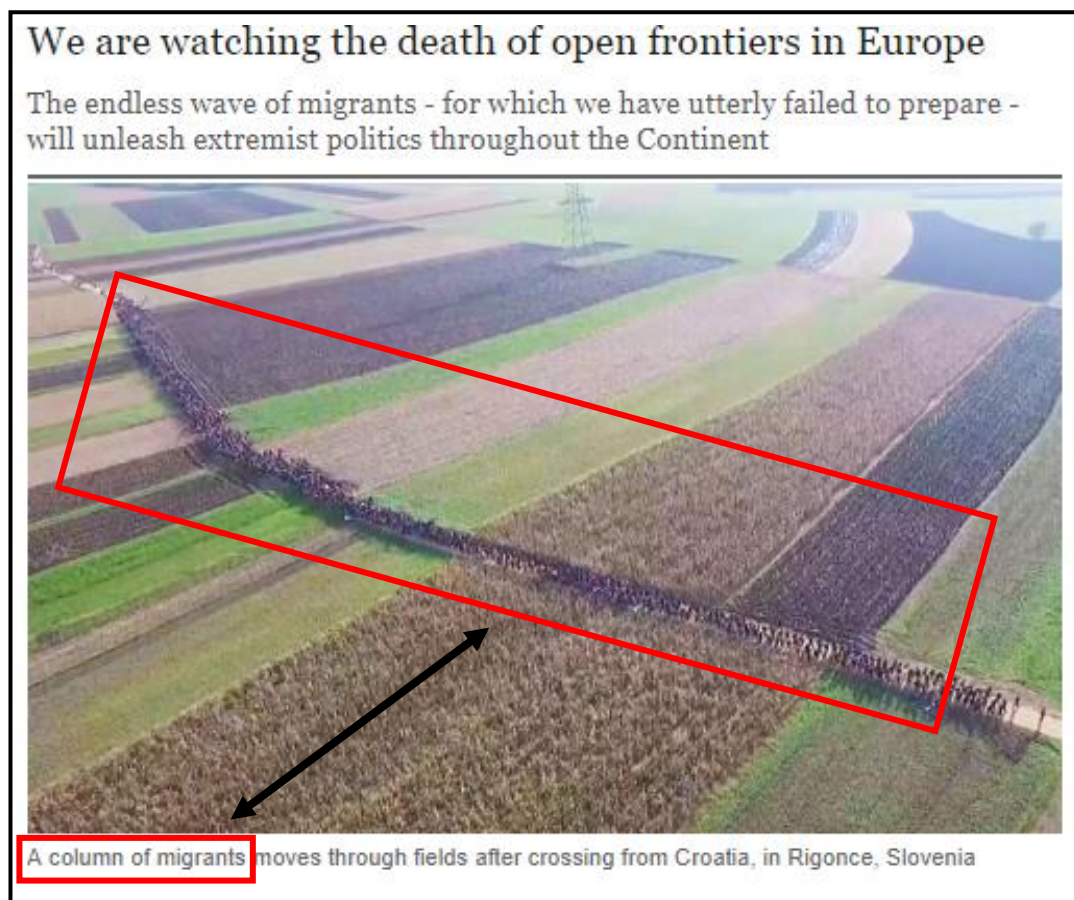 We are watching the death of open frontiers in Europe
The endless wave of migrants - for which we have utterly failed to prepare -
will unleash extremist politics throughout the Continent
A column of migrants moves through fields after crossing from Croatia, in Rigonce, Slovenia